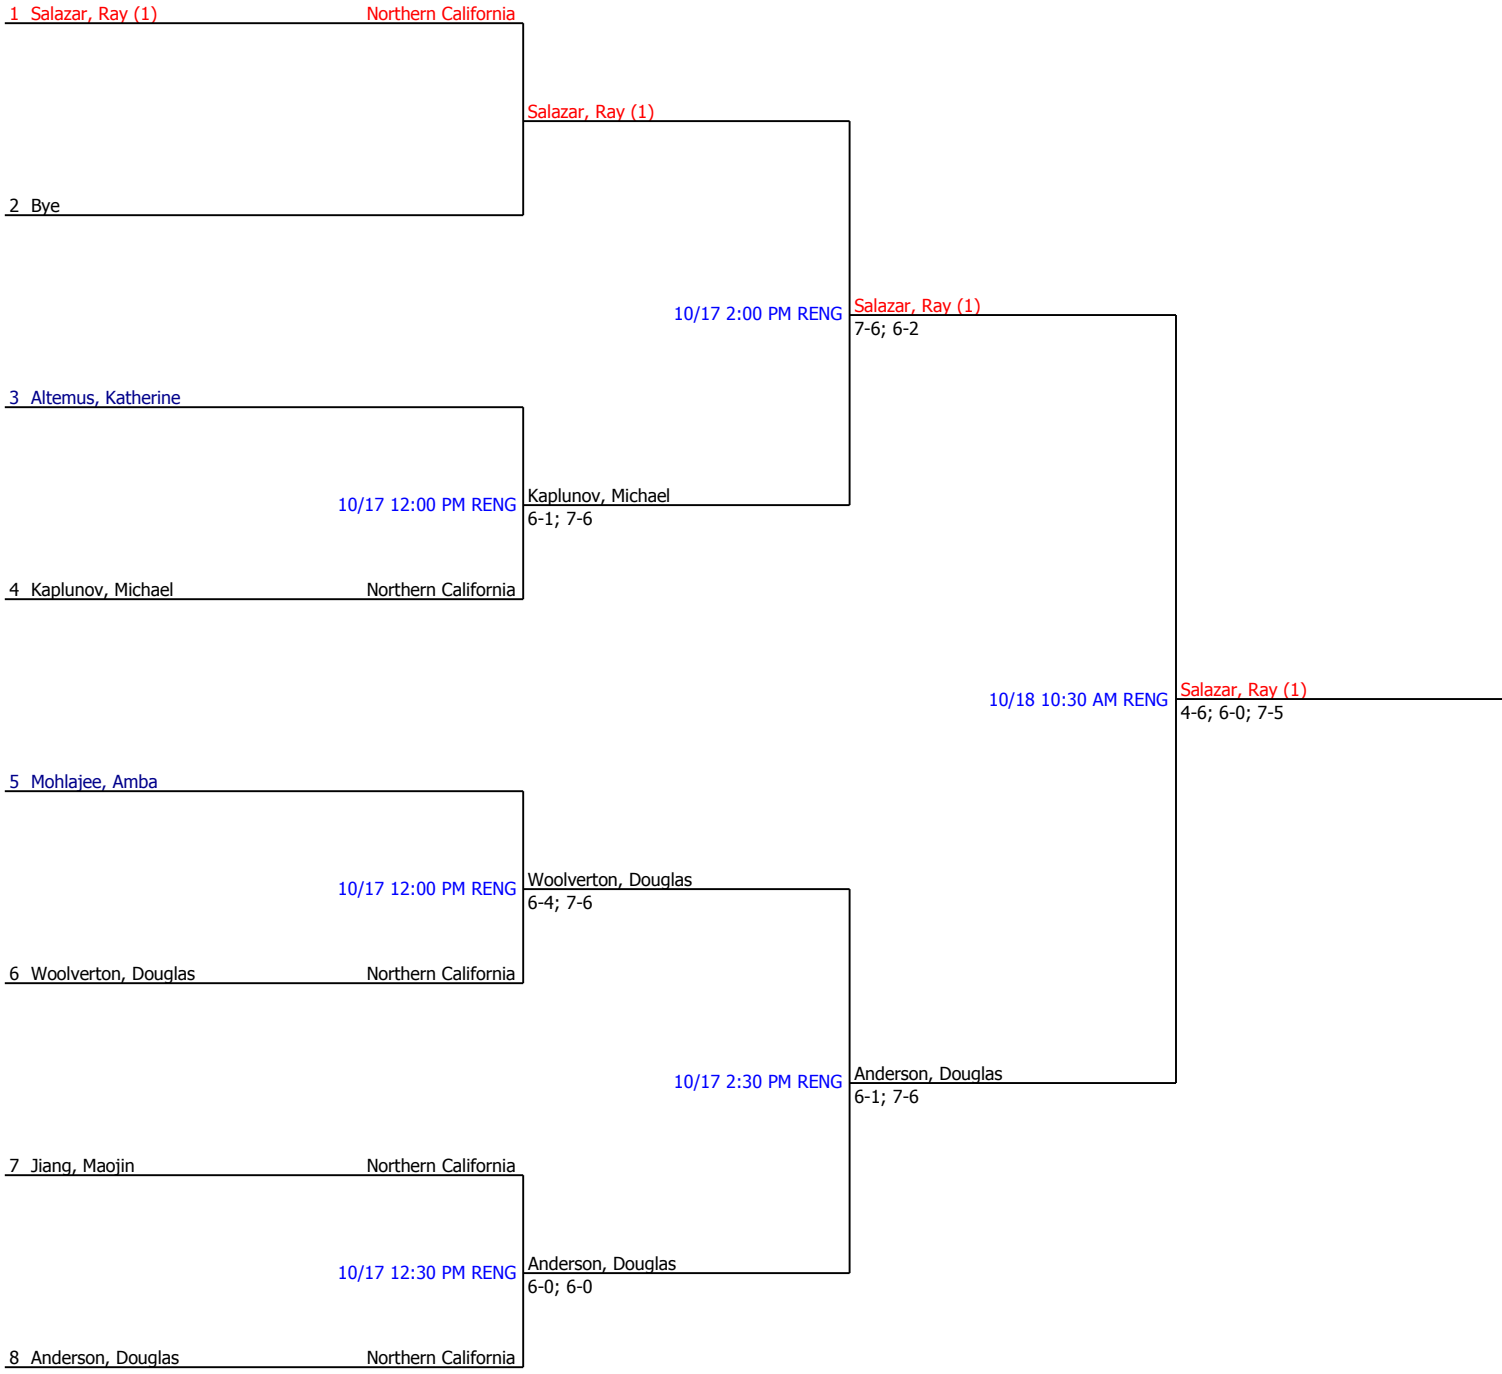 1 Salazar, Ray (1) Northern California
Salazar, Ray (1)
2 Bye
10/17 2:00 PM RENG Salazar, Ray (1)
7-6; 6-2
3 Altemus, Katherine
10/17 12:00 PM RENG Kaplunov, Michael
6-1; 7-6
4 Kaplunov, Michael Northern California
10/18 10:30 AM RENG Salazar, Ray (1)
4-6; 6-0; 7-5
5 Mohlajee, Amba
10/17 12:00 PM RENG Woolverton, Douglas
6-4; 7-6
6 Woolverton, Douglas Northern California
10/17 2:30 PM RENG Anderson, Douglas
6-1; 7-6
7 Jiang, Maojin Northern California
10/17 12:30 PM RENG Anderson, Douglas
6-0; 6-0
8 Anderson, Douglas Northern California